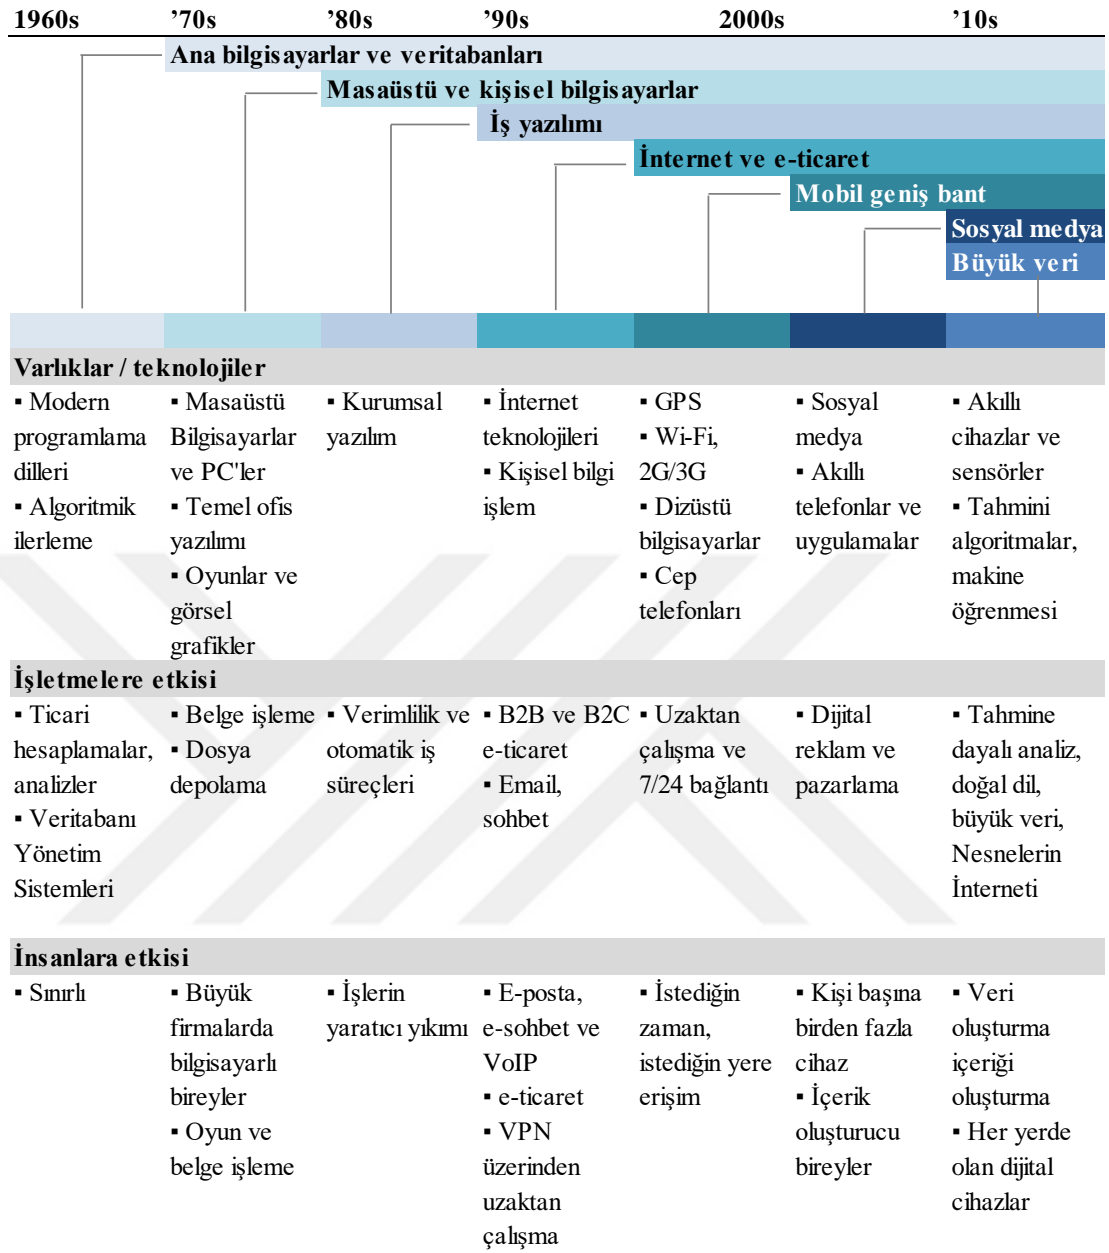 1960s ’70s ’80s ’90s 2000s ’10s
Ana bilgisayarlar ve veritabanları
Masaüstü ve kişisel bilgisayarlar
İş yazılımı
İnternet ve e-ticaret
Mobil geniş bant
Sosyal medya
Büyük veri
Varlıklar / teknolojiler
▪ Modern
programlama
dilleri
▪ Algoritmik
ilerleme
▪ Masaüstü
Bilgisayarlar
ve PC'ler
▪ Temel ofis
yazılımı
▪ Oyunlar ve
görsel
grafikler
▪ Kurumsal
yazılım
▪ İnternet
teknolojileri
▪ Kişisel bilgi
işlem
▪ GPS
▪ Wi-Fi,
2G/3G
▪ Dizüstü
bilgisayarlar
▪ Cep
telefonları
▪ Sosyal
medya
▪ Akıllı
telefonlar ve
uygulamalar
▪ Akıllı
cihazlar ve
sensörler
▪ Tahmini
algoritmalar,
makine
öğrenmesi
İşletmelere etkisi
▪ Ticari
hesaplamalar,
analizler
▪ Veritabanı
Yönetim
Sistemleri
▪ Belge işleme
▪ Dosya
depolama
▪ Verimlilik ve
otomatik iş
süreçleri
▪ B2B ve B2C
e-ticaret
▪ Email,
sohbet
▪ Uzaktan
çalışma ve
7/24 bağlantı
▪ Dijital
reklam ve
pazarlama
▪ Tahmine
dayalı analiz,
doğal dil,
büyük veri,
Nesnelerin
İnterneti
İnsanlara etkisi
▪ Sınırlı
▪ Büyük
firmalarda
bilgisayarlı
bireyler
▪ Oyun ve
belge işleme
▪ İşlerin
yaratıcı yıkımı
▪ E-posta,
e-sohbet ve
VoIP
▪ e-ticaret
▪ VPN
üzerinden
uzaktan
çalışma
▪ İstediğin
zaman,
istediğin yere
erişim
▪ Kişi başına
birden fazla
cihaz
▪ İçerik
oluşturucu
bireyler
▪ Veri
oluşturma
içeriği
oluşturma
▪ Her yerde
olan dijital
cihazlar